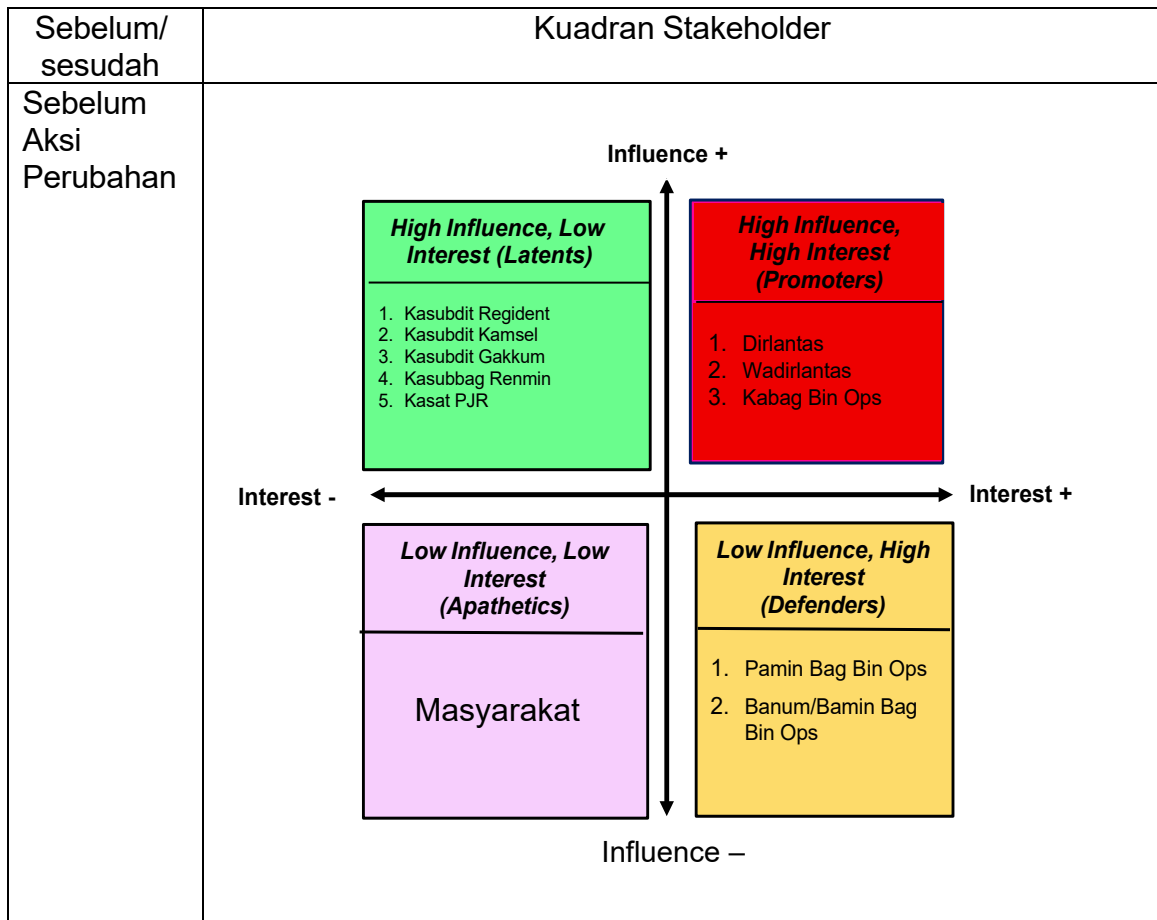 Sebelum/
sesudah
Kuadran Stakeholder
Sebelum
Aksi
Perubahan
Influence +
High Influence, Low
Interest (Latents)
1. Kasubdit Regident
2. Kasubdit Kamsel
3. Kasubdit Gakkum
4. Kasubbag Renmin
5. Kasat PJR
High Influence,
High Interest
(Promoters)
1. Dirlantas
2. Wadirlantas
3. Kabag Bin Ops
Interest -
Interest +
Low Influence, Low
Interest
(Apathetics)
Masyarakat
Low Influence, High
Interest
(Defenders)
1. Pamin Bag Bin Ops
2. Banum/Bamin Bag
Bin Ops
Influence –